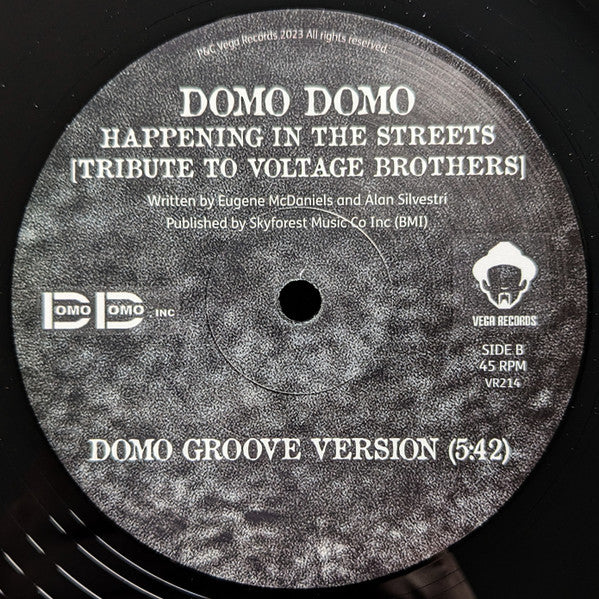 P&C Vega Records 2023 All rights reserved.
DOMO DOMO
HAPPENING IN THE STREETS
[TRIBUTE TO VOLTAGE BROTHERS]
Written by Eugene McDaniels and Alan Silvestri
Published by Skyforest Music Co Inc (BMI)
DOMO DOMO INC
VEGA RECORDS
SIDE B
45 RPM
VR214
DOMO GROOVE VERSION (5:42)